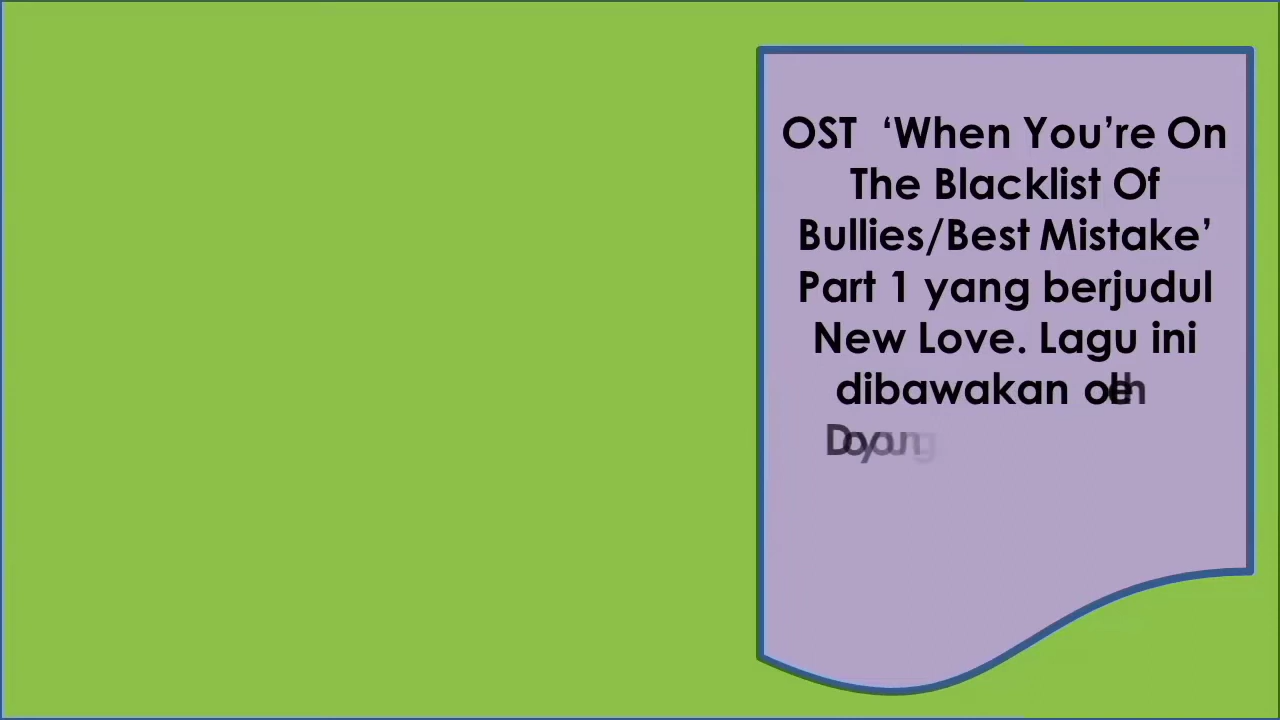 OST ‘When You’re On
The Blacklist Of
Bullies/Best Mistake’
Part 1 yang berjudul
New Love. Lagu ini
dibawakan oleh